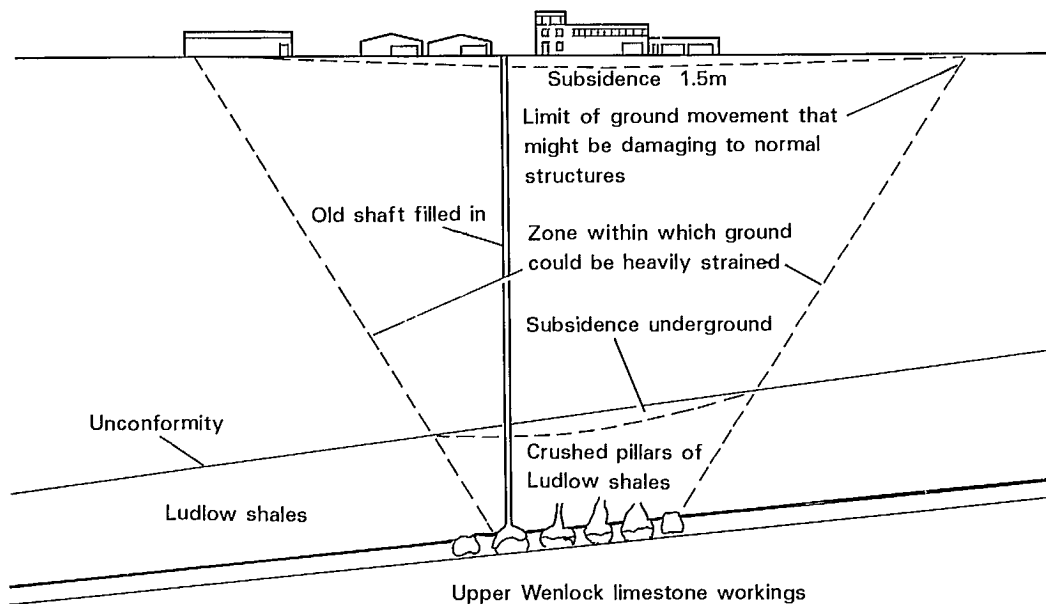 Subsidence 1.5m
Limit of ground movement that
might be damaging to normal
structures
Old shaft filled in
Zone within which ground
could be heavily strained
Subsidence underground
Unconformity
Crushed pillars of
Ludlow shales
Ludlow shales
Upper Wenlock limestone workings